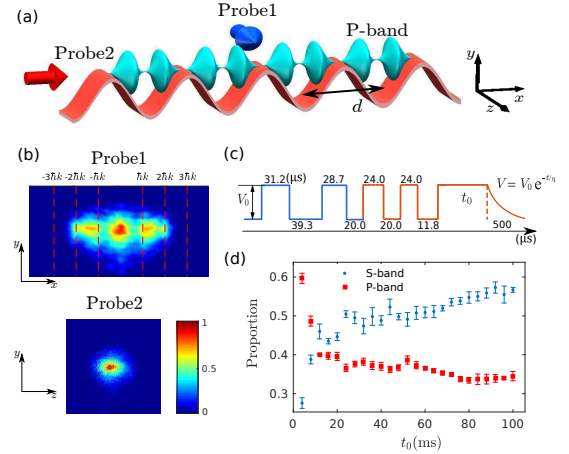 (a)
Probe1
P-band
Probe2
d
y
x
z
(b)
Probe1
-3ħk -2ħk -ħk ħk 2ħk 3ħk
y
x
Probe2
y
z
1
0.5
0
(c)
31.2(μs) 28.7 24.0 24.0
V₀
t₀
V = V₀ e^(-t/η)
39.3 20.0 20.0 11.8 500
(μs)
(d)
S-band
P-band
Proportion
0.6
0.5
0.4
0.3
0 20 40 60 80 100
t₀(ms)